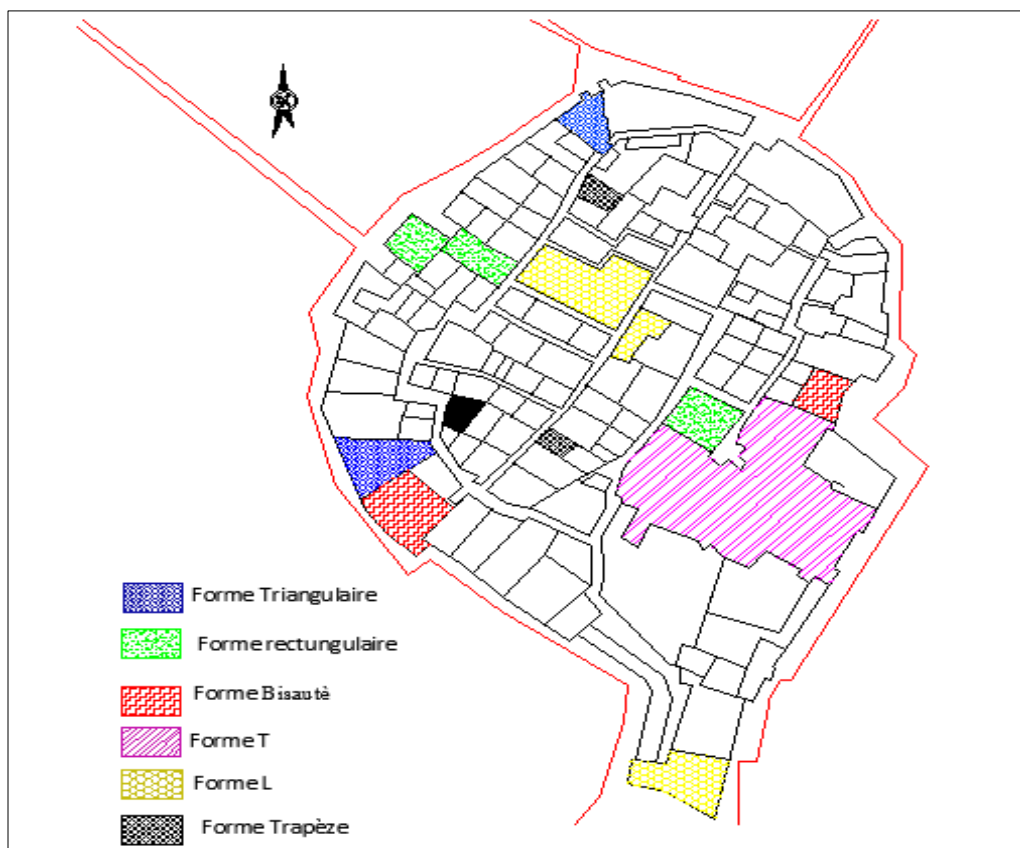 Forme Triangulaire
Forme rectungulaire
Forme Bisautè
Forme T
Forme L
Forme Trapèze